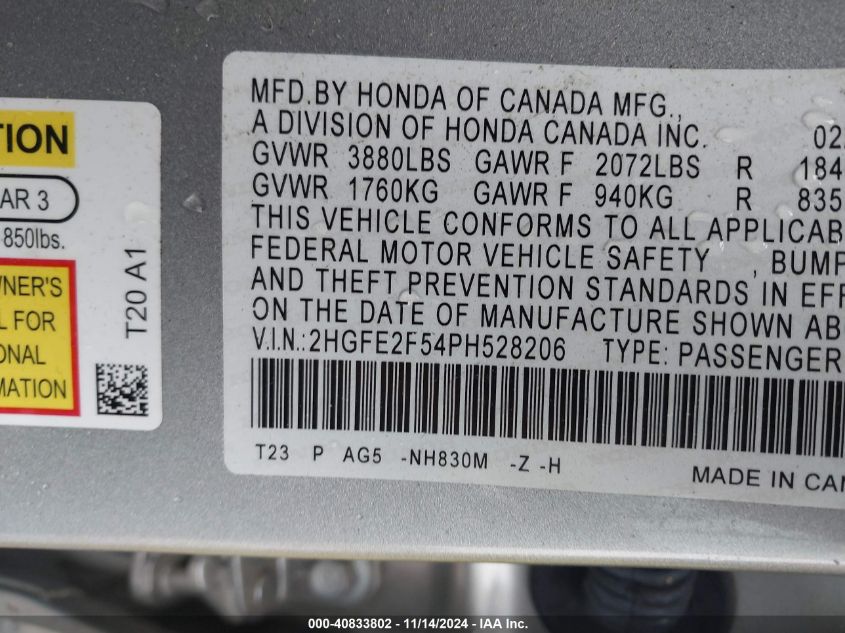 TION
AR 3
850lbs.
WNER'S
L FOR
ONAL
MATION
T20 A1
MFD.BY HONDA OF CANADA MFG.,
A DIVISION OF HONDA CANADA INC. 02
GVWR 3880LBS GAWR F 2072LBS R 184
GVWR 1760KG GAWR F 940KG R 835
THIS VEHICLE CONFORMS TO ALL APPLICAB
FEDERAL MOTOR VEHICLE SAFETY , BUMP
AND THEFT PREVENTION STANDARDS IN EFF
ON THE DATE OF MANUFACTURE SHOWN AB
V.I.N.:2HGFE2F54PH528206 TYPE: PASSENGER
T23 P AG5 -NH830M -Z -H
MADE IN CAN
000-40833802 — 11/14/2024 — IAA Inc.